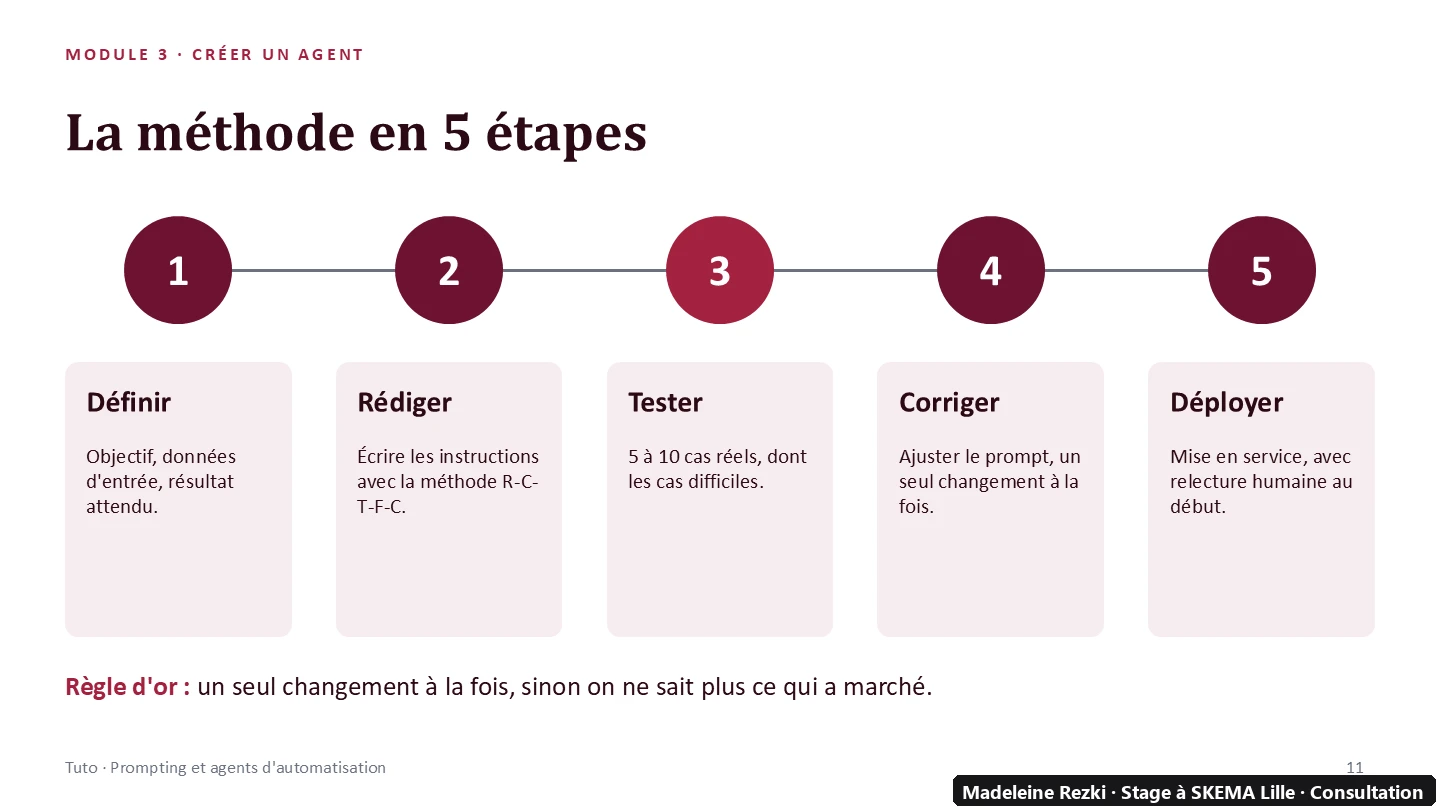 MODULE 3 · CRÉER UN AGENT
La méthode en 5 étapes
1
2
3
4
5
Définir
Objectif, données
d'entrée, résultat
attendu.
Rédiger
Écrire les instructions
avec la méthode R-C-
T-F-C.
Tester
5 à 10 cas réels, dont
les cas difficiles.
Corriger
Ajuster le prompt, un
seul changement à la
fois.
Déployer
Mise en service, avec
relecture humaine au
début.
Règle d'or : un seul changement à la fois, sinon on ne sait plus ce qui a marché.
Tuto · Prompting et agents d'automatisation
11
Madeleine Rezki · Stage à SKEMA Lille · Consultation